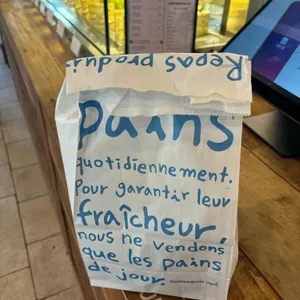 Repas produi
pains
quotidiennement.
Pour garantir leur
fraîcheur,
nous ne vendons
que les pains
de jour.